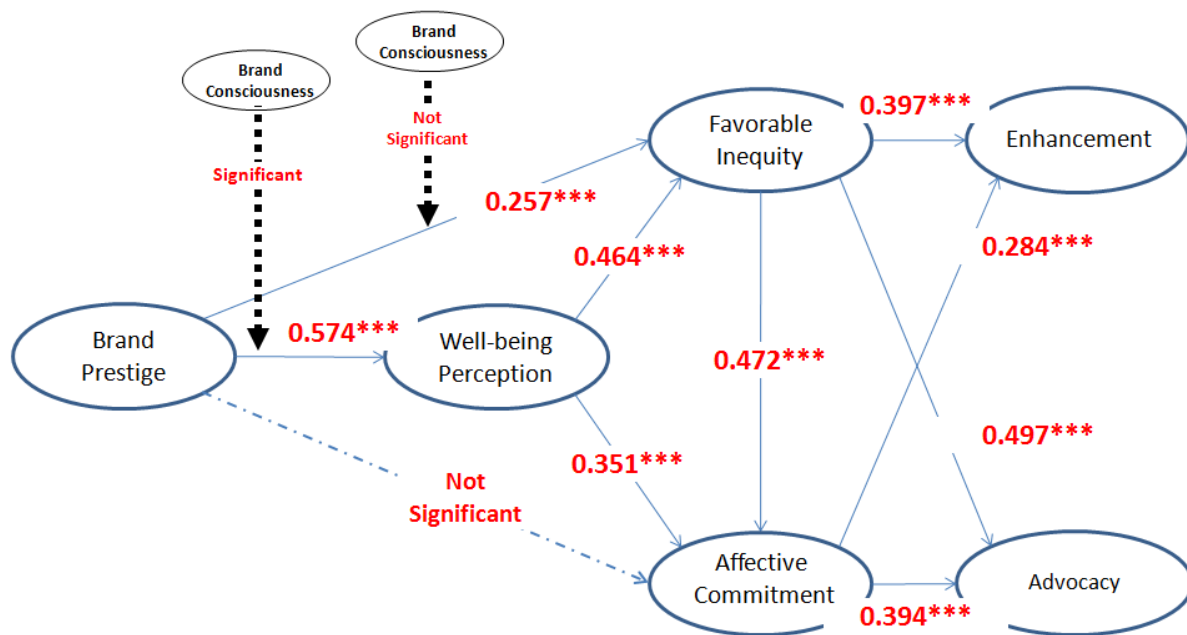 Brand
Consciousness
Brand
Consciousness
Not
Significant
Significant
Favorable
Inequity
0.397***
Enhancement
0.257***
0.464***
0.284***
Brand
Prestige
0.574***
Well-being
Perception
0.472***
0.497***
0.351***
Not
Significant
Affective
Commitment
0.394***
Advocacy